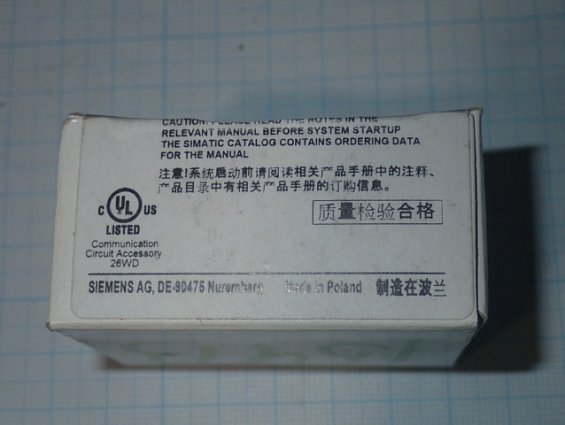 CAUTION: PLEASE READ THE NOTES IN THE
RELEVANT MANUAL BEFORE SYSTEM STARTUP
THE SIMATIC CATALOG CONTAINS ORDERING DATA
FOR THE MANUAL
注意!系统启动前请阅读相关产品手册中的注释、
产品目录中有相关产品手册的订购信息。
质量检验合格
C UL US
LISTED
Communication
Circuit Accessory
26WD
SIEMENS AG, DE-90475 Nuremberg Made in Poland 制造在波兰